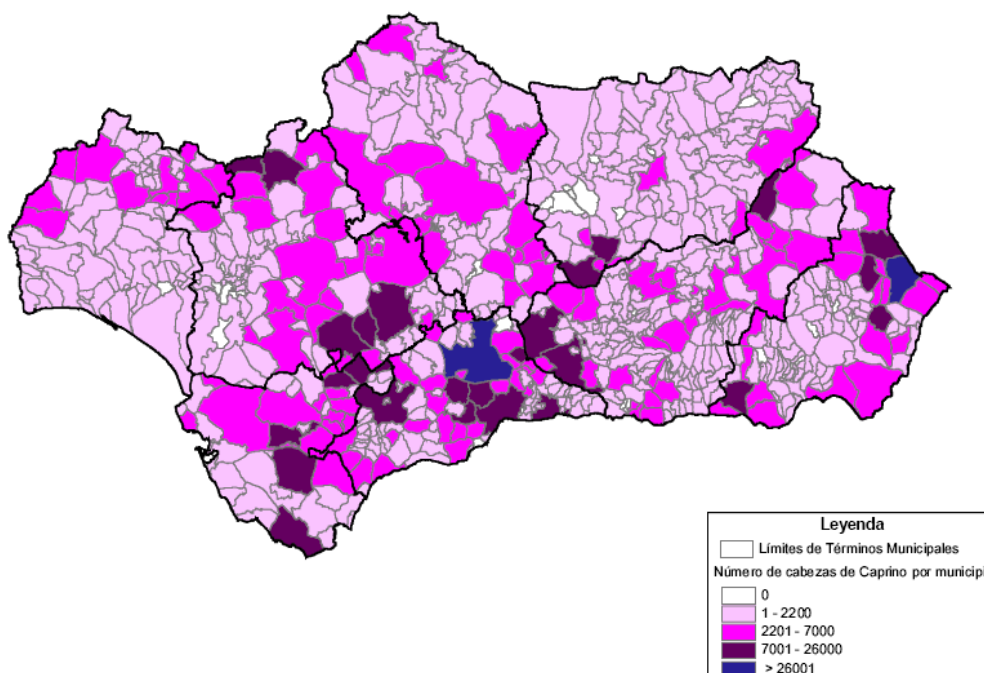 Leyenda
Límites de Términos Municipales
Número de cabezas de Caprino por municipi
0
1 - 2200
2201 - 7000
7001 - 26000
> 26001